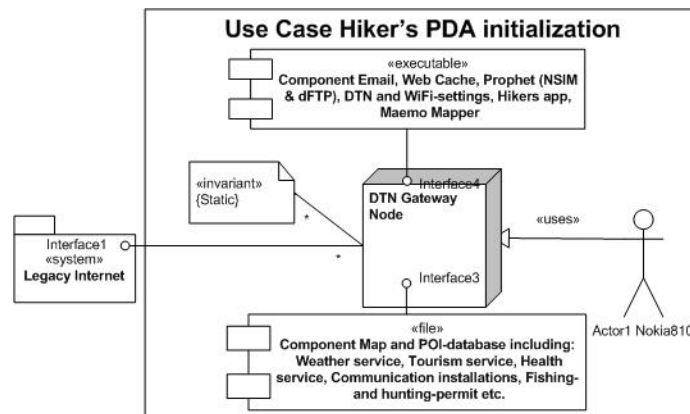 Use Case Hiker's PDA initialization
«executable»
Component Email, Web Cache, Prophet (NSIM
& dFTP), DTN and WiFi-settings, Hikers app,
Maemo Mapper
«invariant»
{Static}
Interface4
DTN Gateway
Node
«uses»
*
Interface1
*
«system»
Legacy Internet
Interface3
Actor1 Nokia810
«file»
Component Map and POI-database including:
Weather service, Tourism service, Health
service, Communication installations, Fishing-
and hunting-permit etc.